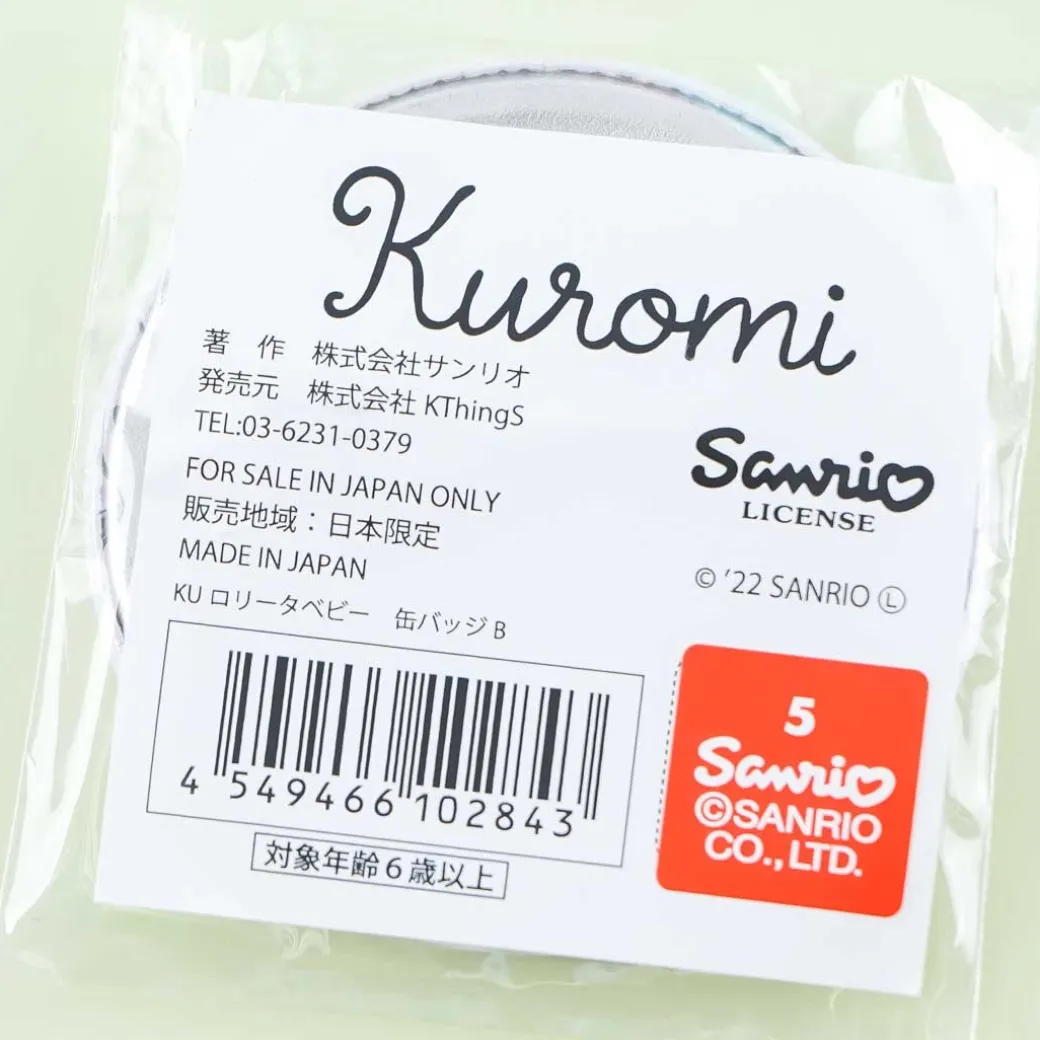 Kuromi
著 作 株式会社サンリオ
発売元 株式会社 KThingS
TEL:03-6231-0379
FOR SALE IN JAPAN ONLY
販売地域：日本限定
MADE IN JAPAN
KU ロリータベビー 缶バッジ B
4 549466 102843
対象年齢６歳以上
Sanrio
LICENSE
© '22 SANRIO Ⓛ
5
Sanrio
©SANRIO
CO.,LTD.